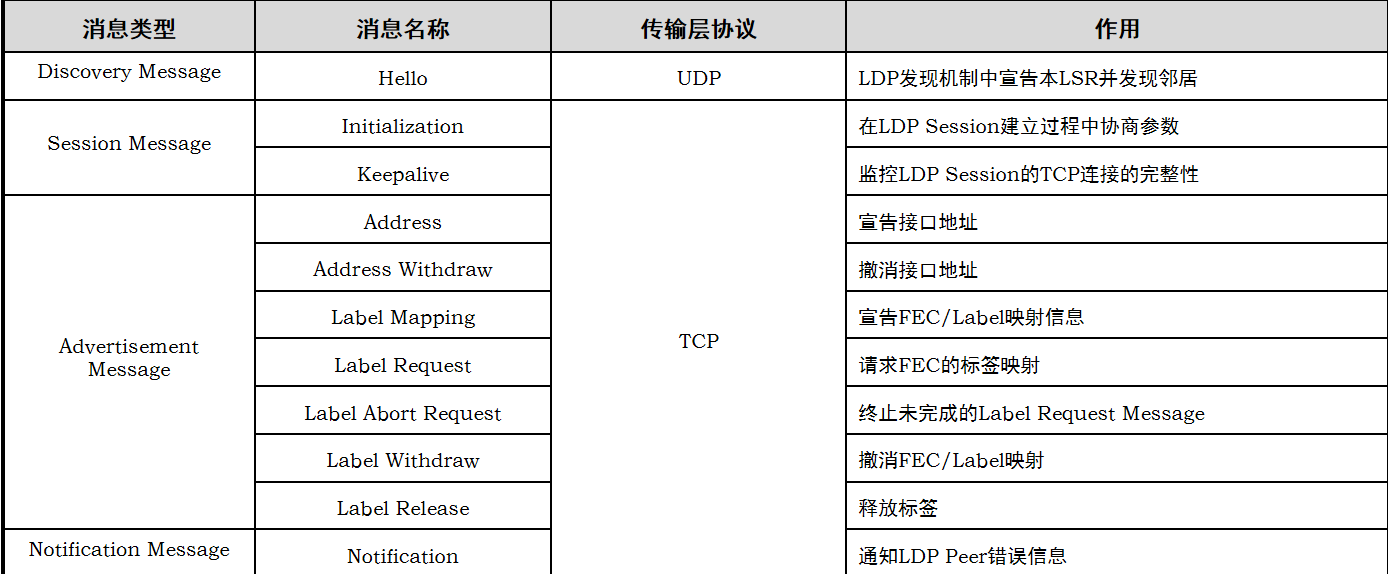 消息类型 消息名称 传输层协议 作用
Discovery Message Hello UDP LDP发现机制中宣告本LSR并发现邻居
Session Message Initialization TCP 在LDP Session建立过程中协商参数
Keepalive 监控LDP Session的TCP连接的完整性
Advertisement Message Address 宣告接口地址
Address Withdraw 撤消接口地址
Label Mapping 宣告FEC/Label映射信息
Label Request 请求FEC的标签映射
Label Abort Request 终止未完成的Label Request Message
Label Withdraw 撤消FEC/Label映射
Label Release 释放标签
Notification Message Notification 通知LDP Peer错误信息